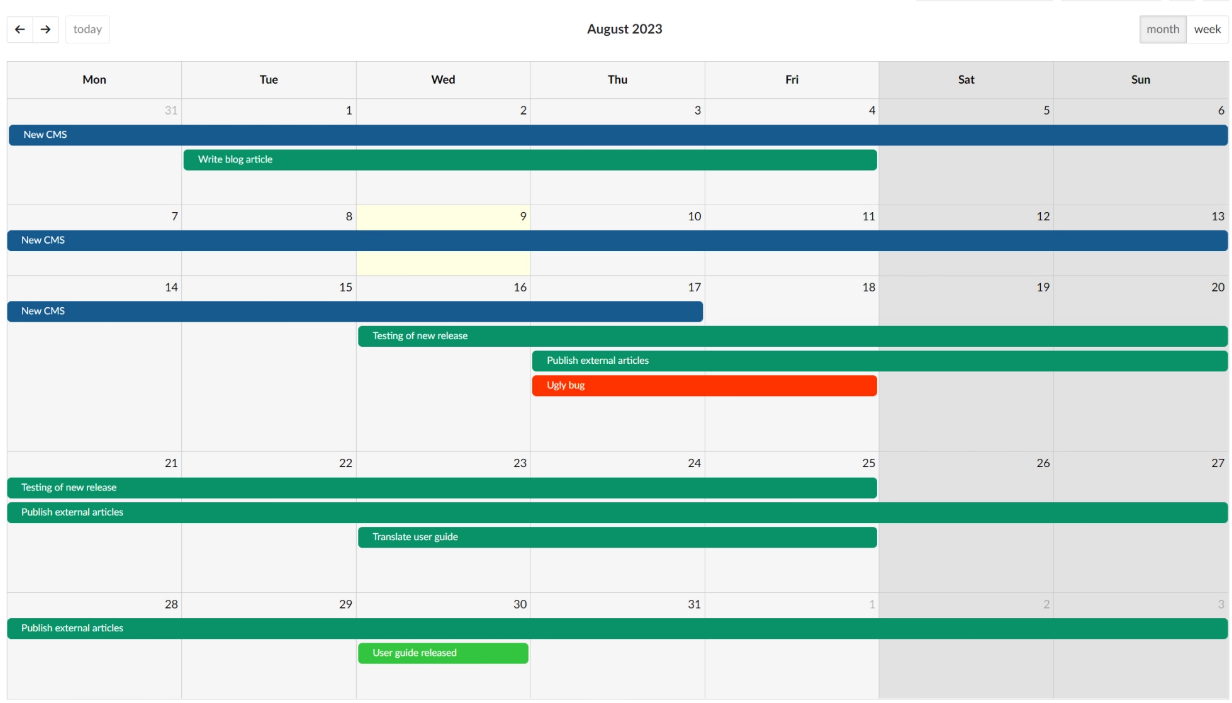 ← → today August 2023 month week
Mon Tue Wed Thu Fri Sat Sun
31 1 2 3 4 5 6
New CMS
Write blog article
7 8 9 10 11 12 13
New CMS
14 15 16 17 18 19 20
New CMS
Testing of new release
Publish external articles
Ugly bug
21 22 23 24 25 26 27
Testing of new release
Publish external articles
Translate user guide
28 29 30 31 1 2 3
Publish external articles
User guide released